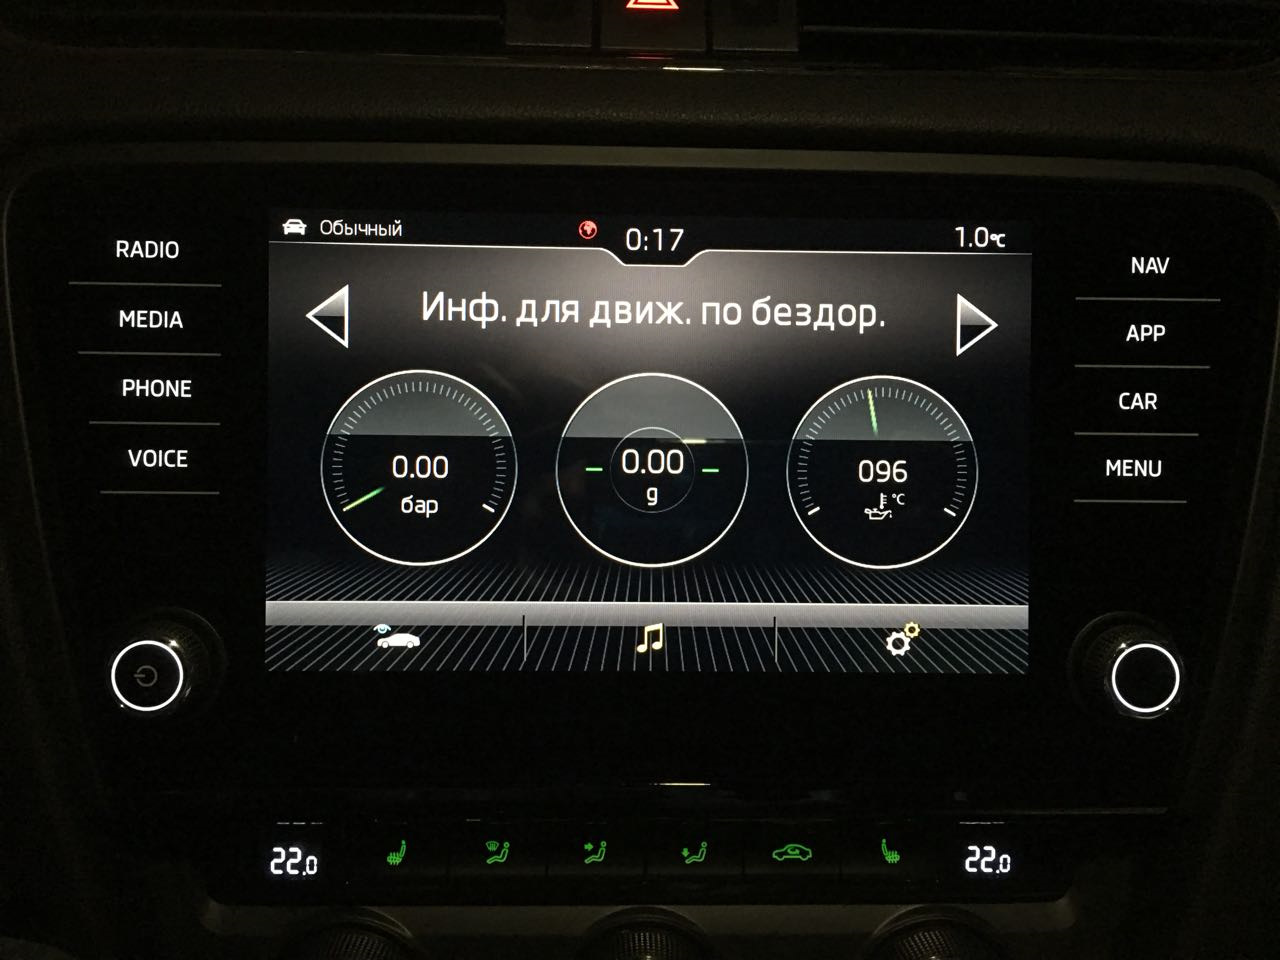 Обычный 0:17 1.0°C
RADIO
MEDIA
PHONE
VOICE
Инф. для движ. по бездор.
0.00
бар
0.00
g
096
°C
NAV
APP
CAR
MENU
22.0 22.0